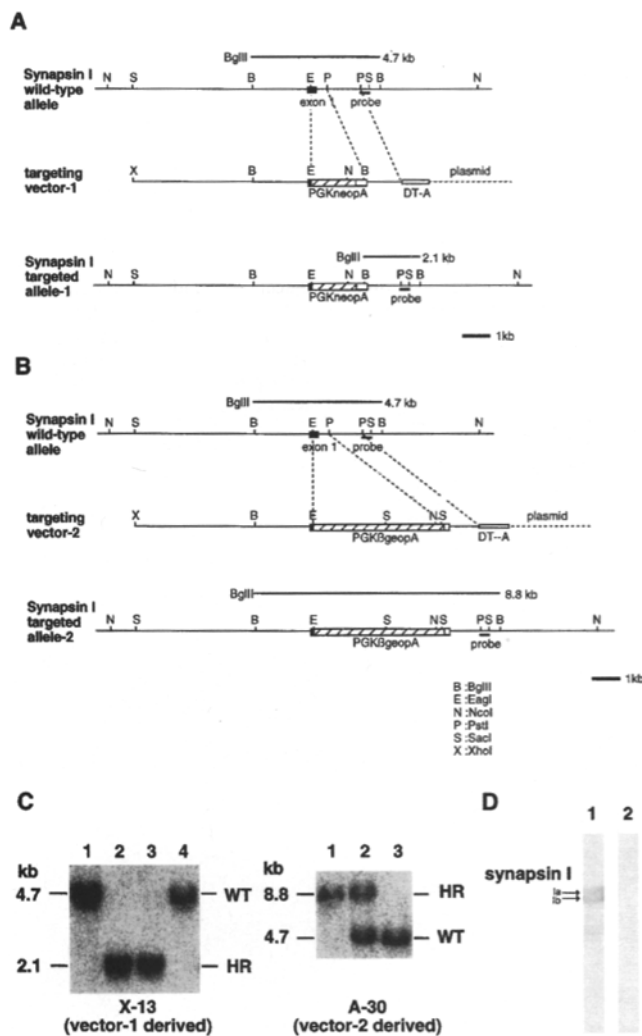 A
BglII 4.7 kb
Synapsin I
wild-type
allele
N S B E P PS B N
exon 1 probe
targeting
vector-1
X B E N B plasmid
PGKneopA DT-A
Synapsin I
targeted
allele-1
BglII 2.1 kb
N S B E N B PS B N
PGKneopA probe
1kb
B
BglII 4.7 kb
Synapsin I
wild-type
allele
N S B E P PS B N
exon 1 probe
targeting
vector-2
X B E S NS plasmid
PGKβgeopA DT--A
Synapsin I
targeted
allele-2
BglII 8.8 kb
N S B E S NS PS B N
PGKβgeopA probe
1kb
B :BglII
E :EagI
N :NcoI
P :PstI
S :SacI
X :XhoI
C
1 2 3 4
kb
4.7 WT
2.1 HR
X-13
(vector-1 derived)
1 2 3
kb
8.8 HR
4.7 WT
A-30
(vector-2 derived)
D
1 2
synapsin I
Ia
Ib